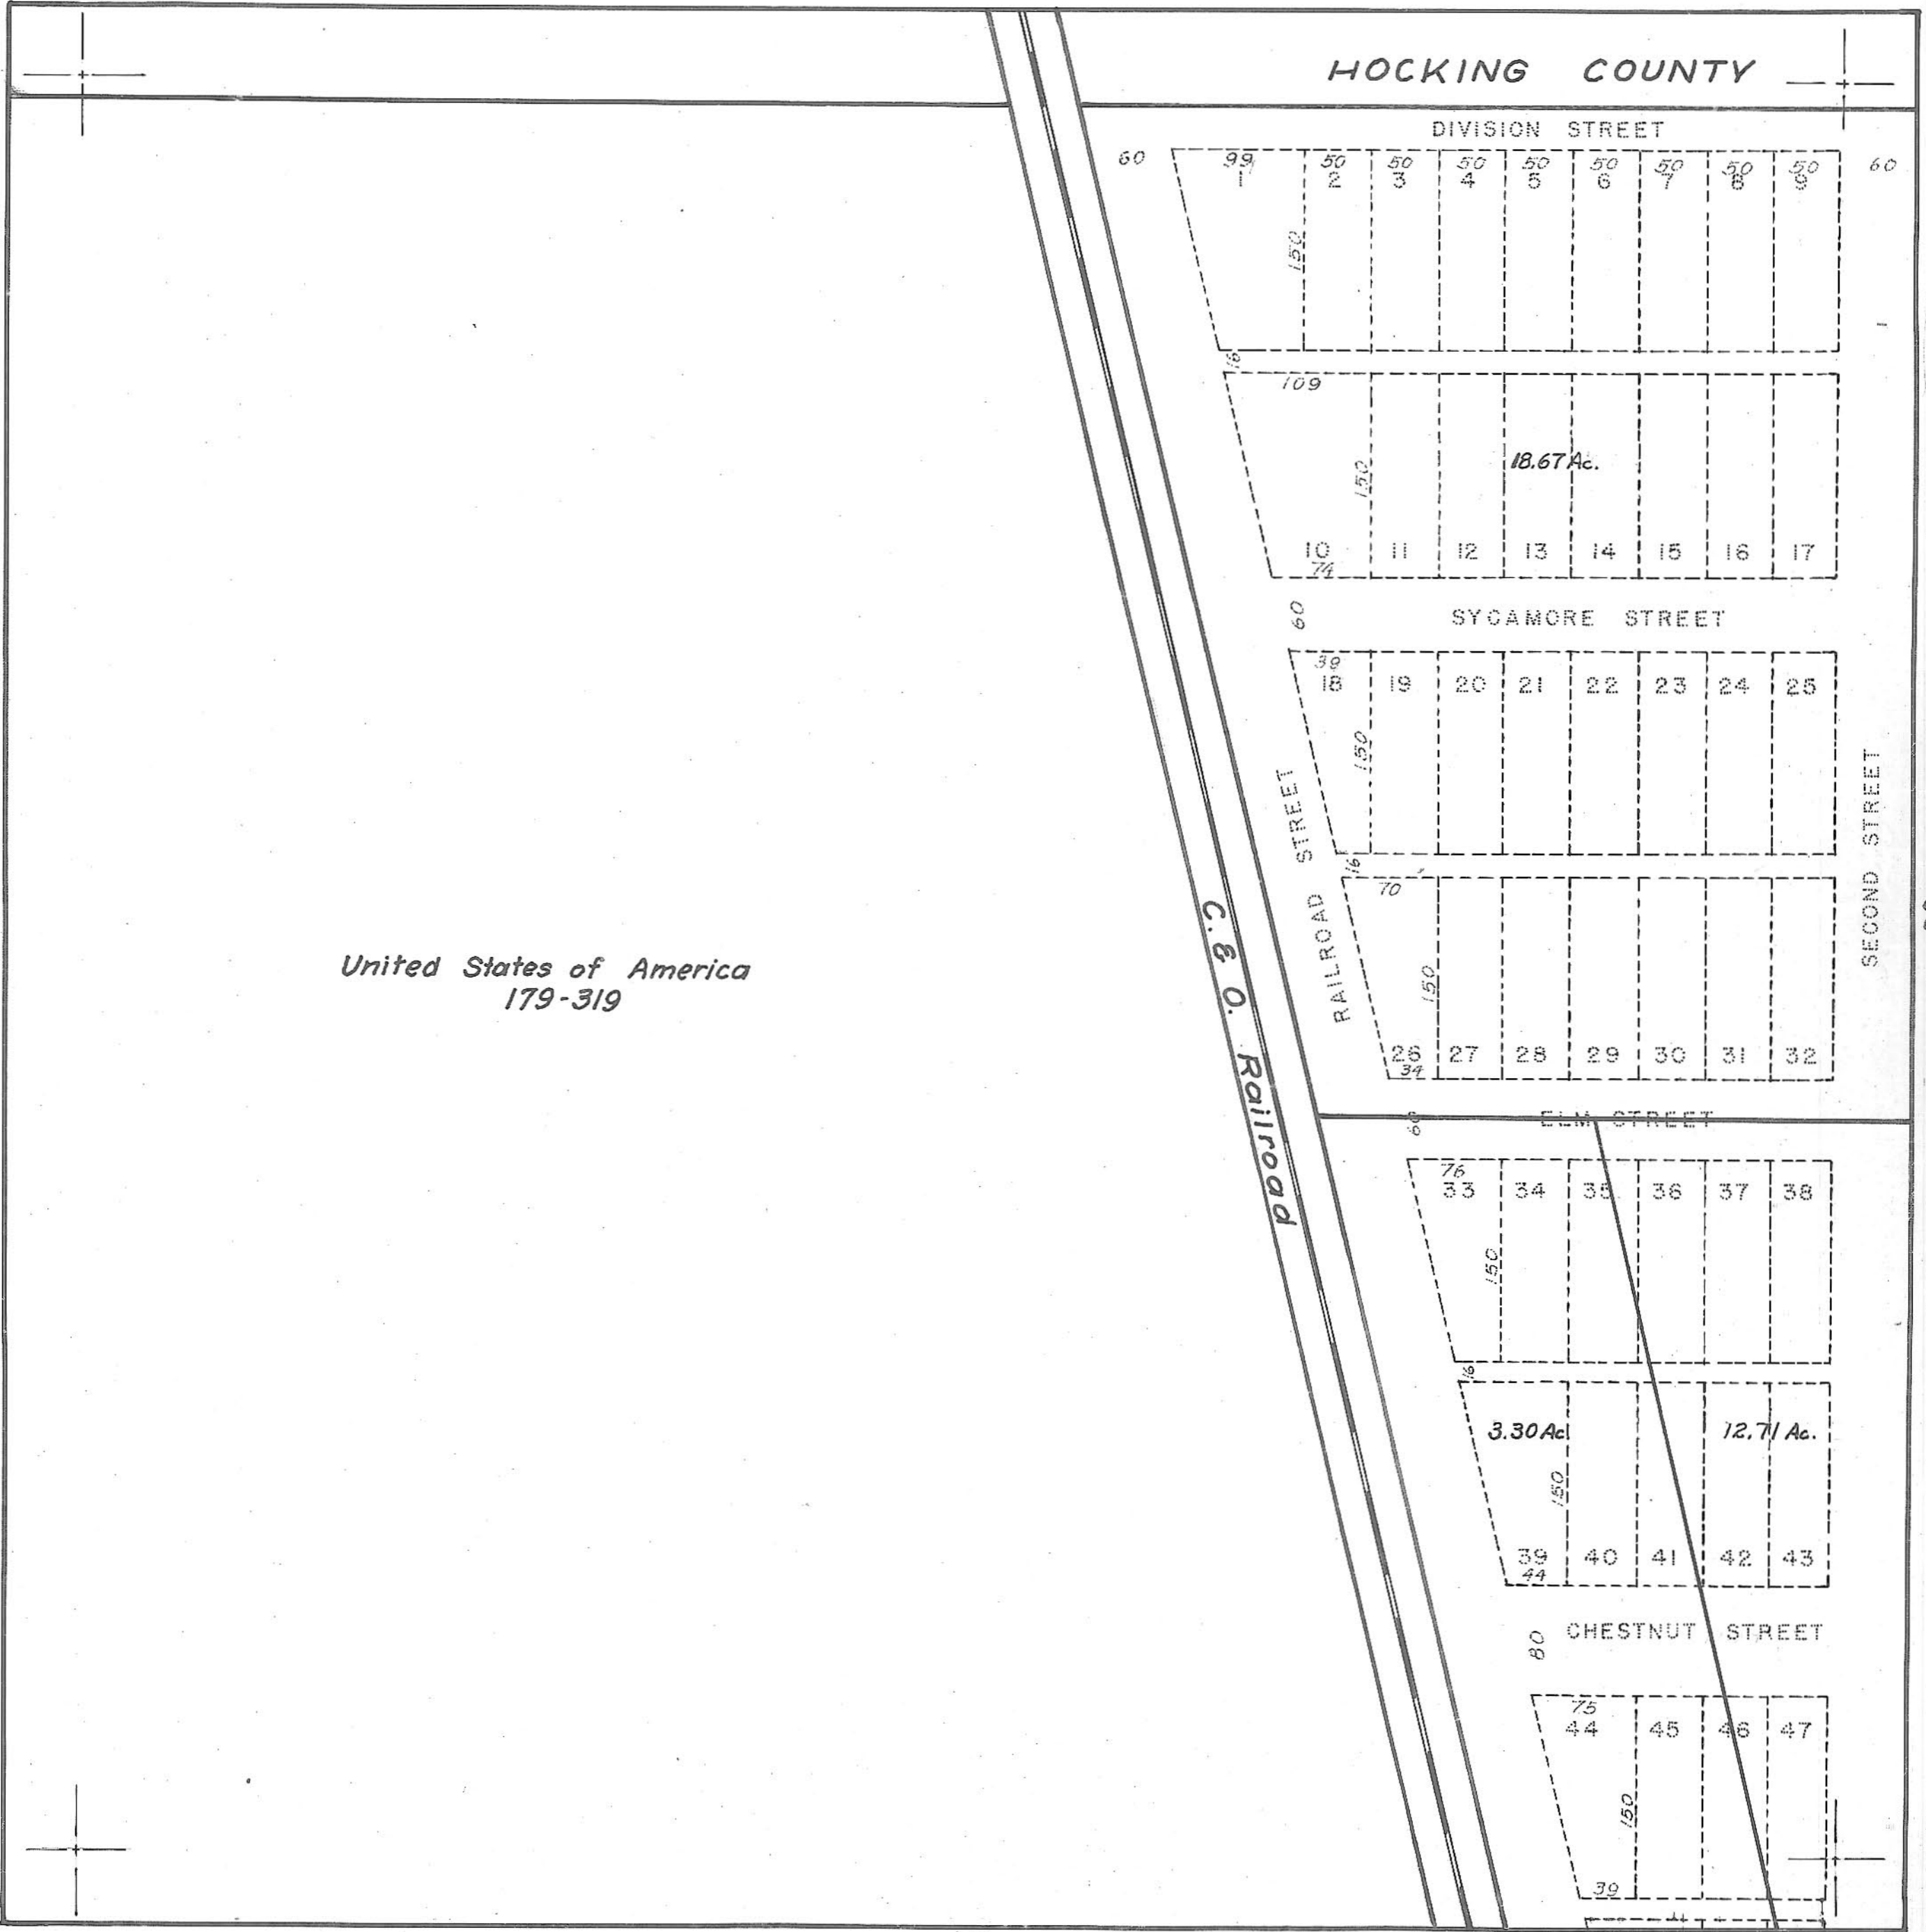 HOCKING COUNTY
DIVISION STREET
60 99 50 50 50 50 50 50 50 50 60
1 2 3 4 5 6 7 8 9
150
16
109
18.67 Ac.
150
10 11 12 13 14 15 16 17
74
60
SYCAMORE STREET
39
18 19 20 21 22 23 24 25
150
RAILROAD STREET
SECOND STREET
16
70
C. & O. Railroad
United States of America
179-319
150
26 27 28 29 30 31 32
34
60
ELM STREET
76
33 34 35 36 37 38
150
16
3.30 Ac
12.71 Ac.
150
39 40 41 42 43
44
80
CHESTNUT STREET
75
44 45 46 47
150
39